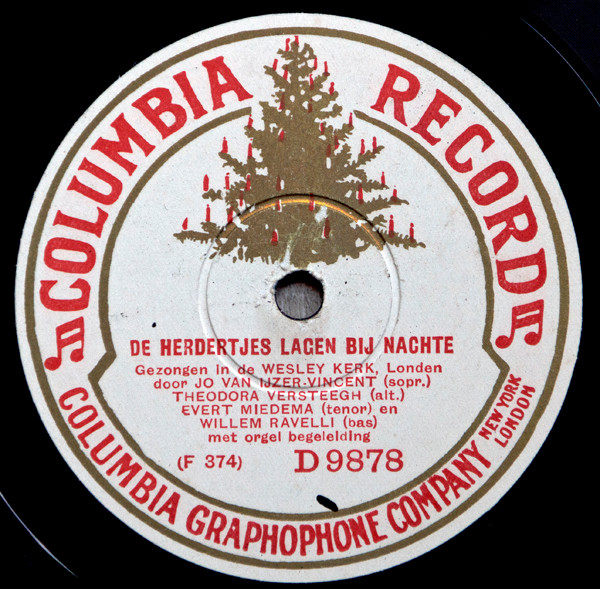 COLUMBIA RECORD
DE HERDERTJES LAGEN BIJ NACHTE
Gezongen in de WESLEY KERK, Londen
door JO VAN IJZER-VINCENT (sopr.)
THEODORA VERSTEEGH (alt.)
EVERT MIEDEMA (tenor) en
WILLEM RAVELLI (bas)
met orgel begeleiding
(F 374) D 9878
COLUMBIA GRAPHOPHONE COMPANY NEW YORK
LONDON